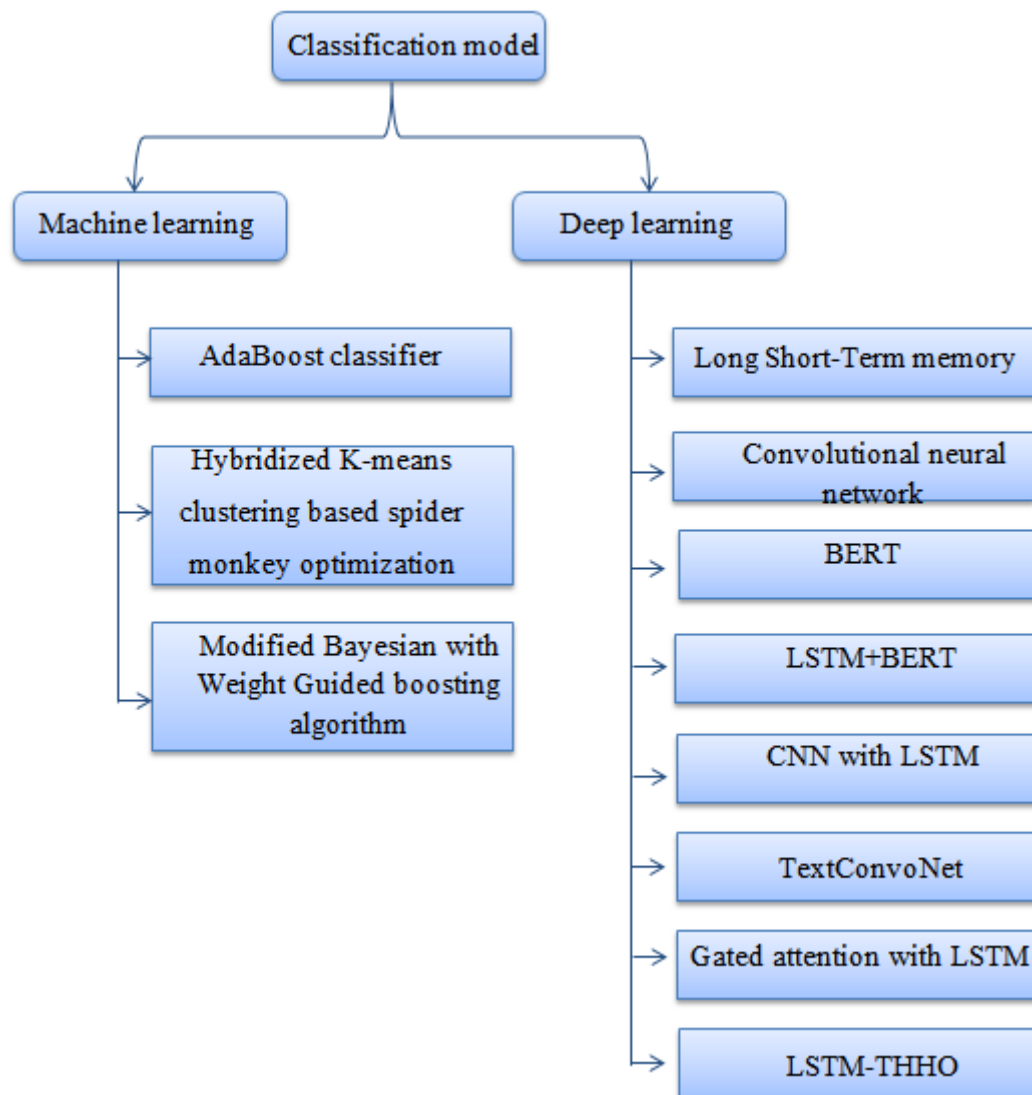 Classification model
Machine learning
Deep learning
AdaBoost classifier
Hybridized K-means
clustering based spider
monkey optimization
Modified Bayesian with
Weight Guided boosting
algorithm
Long Short-Term memory
Convolutional neural
network
BERT
LSTM+BERT
CNN with LSTM
TextConvoNet
Gated attention with LSTM
LSTM-THHO